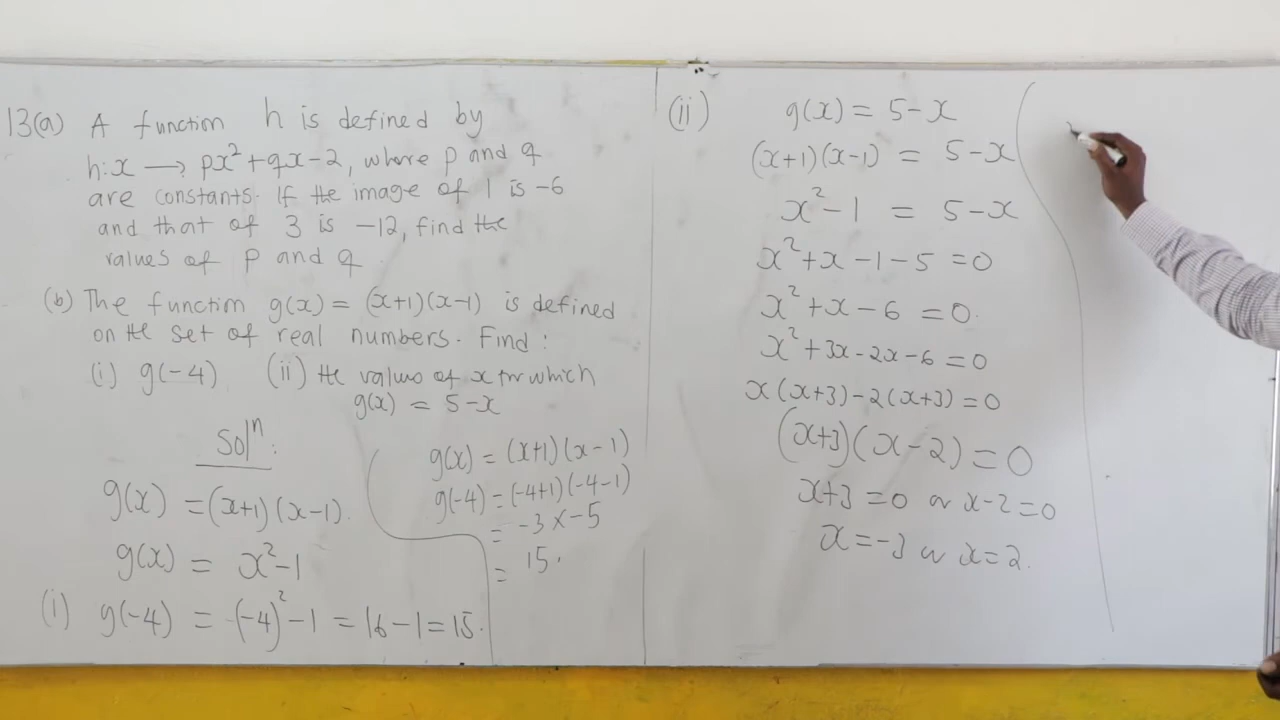 13(a) A function h is defined by
h:x → px²+qx-2, where p and q
are constants. If the image of 1 is -6
and that of 3 is -12, find the
values of p and q
(b) The function g(x) = (x+1)(x-1) is defined
on the set of real numbers. Find:
(i) g(-4) (ii) the values of x for which
g(x) = 5-x
Solⁿ:
g(x) = (x+1)(x-1).
g(x) = x²-1
(i) g(-4) = (-4)²-1 = 16-1=15.
g(x) = (x+1)(x-1)
g(-4) = (-4+1)(-4-1)
= -3×-5
= 15.
(ii) g(x) = 5-x
(x+1)(x-1) = 5-x
x²-1 = 5-x
x²+x-1-5=0
x²+x-6=0.
x²+3x-2x-6=0
x(x+3)-2(x+3)=0
(x+3)(x-2)=0
x+3=0 or x-2=0
x=-3 or x=2.